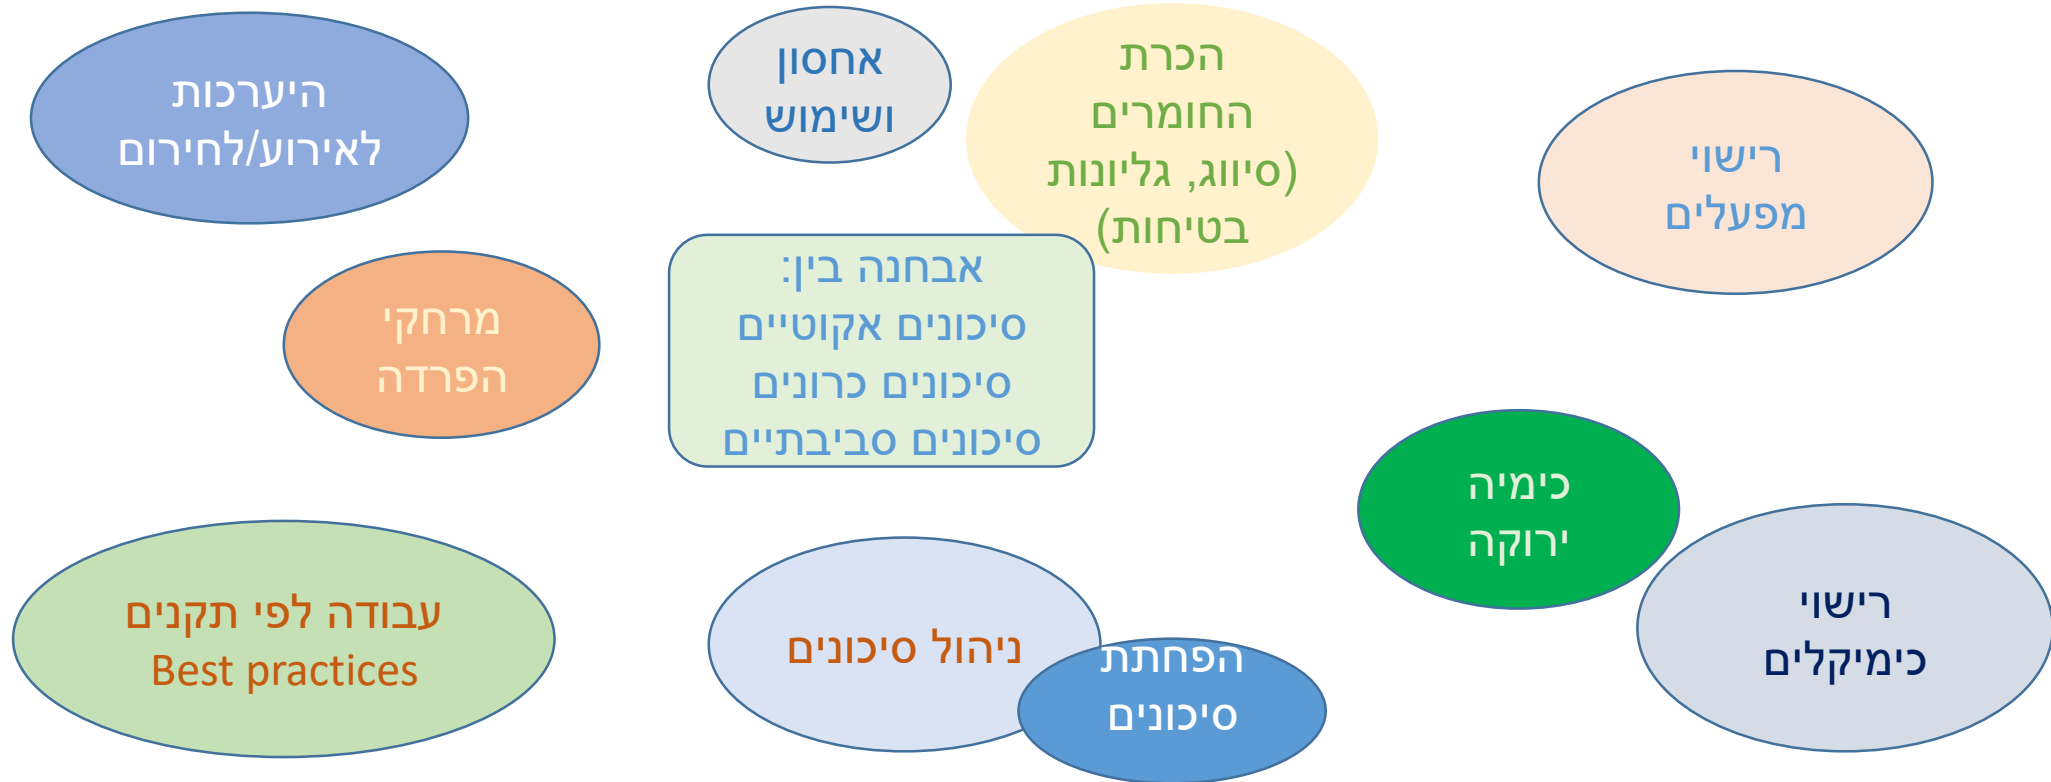 רישוי
מפעלים
הכרת
החומרים
(סיווג, גליונות
בטיחות)
אחסון
ושימוש
היערכות
לאירוע/לחירום
אבחנה בין:
סיכונים אקוטיים
סיכונים כרונים
סיכונים סביבתיים
מרחקי
הפרדה
כימיה
ירוקה
רישוי
כימיקלים
ניהול סיכונים
הפחתת
סיכונים
עבודה לפי תקנים
Best practices